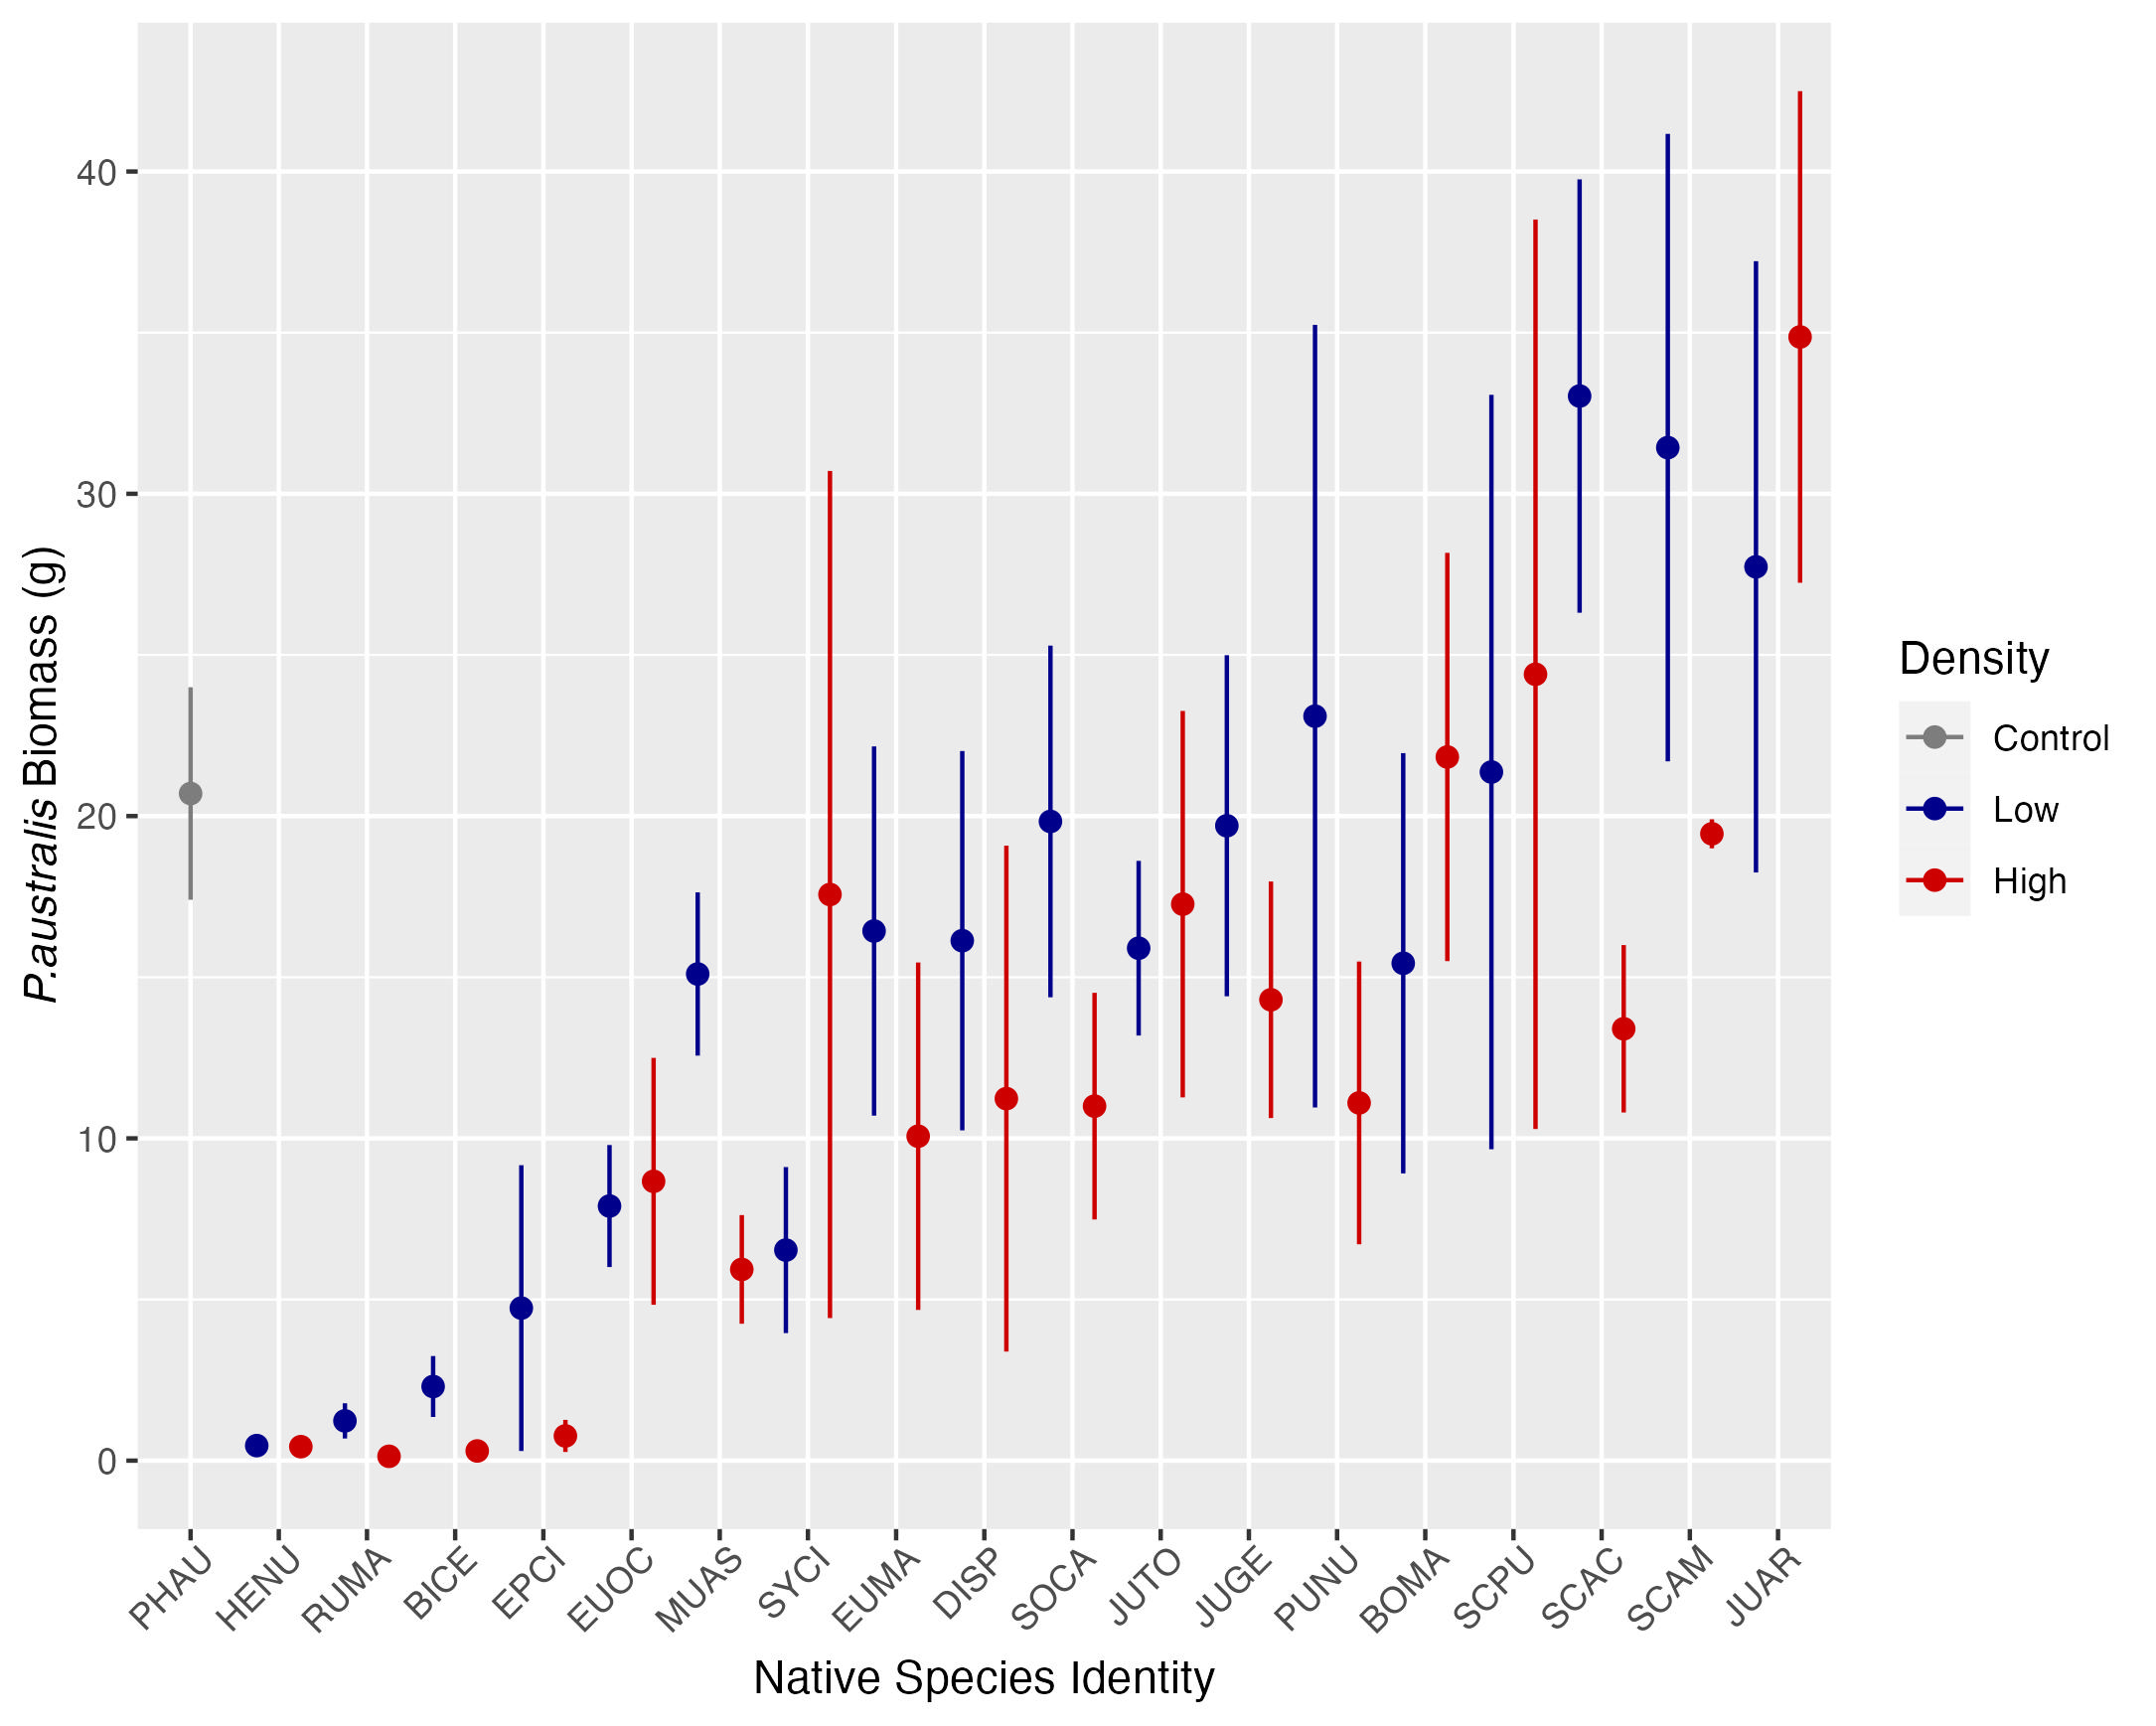 40
30
20
10
0
P.australis Biomass (g)
PHAU
HENU
RUMA
BICE
EPCI
EUOC
MUAS
SYCI
EUMA
DISP
SOCA
JUTO
JUGE
PUNU
BOMA
SCPU
SCAC
SCAM
JUAR
Native Species Identity
Density
Control
Low
High